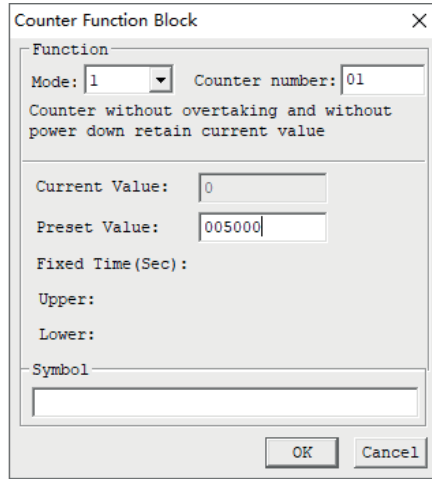 Counter Function Block
Function
Mode: 1 Counter number: 01
Counter without overtaking and without
power down retain current value
Current Value: 0
Preset Value: 005000
Fixed Time(Sec):
Upper:
Lower:
Symbol
OK Cancel